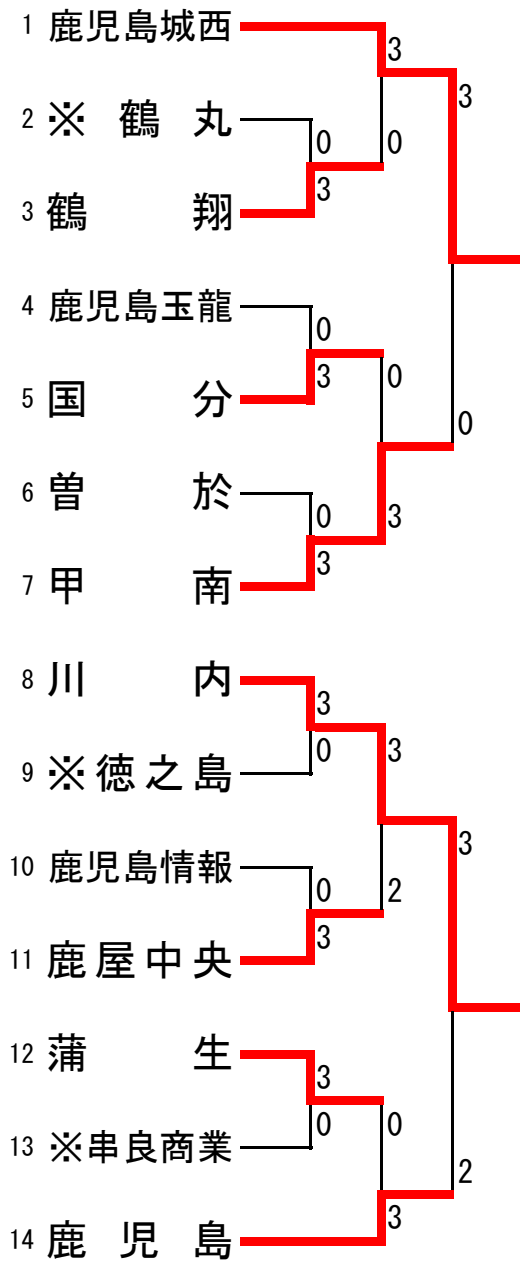 1 鹿児島城西
3
3
2 ※ 鶴 丸
0
0
3
3 鶴 翔
4 鹿児島玉龍
0
3
0
5 国 分
0
6 曽 於
0
3
3
7 甲 南
8 川 内
3
0
3
9 ※徳之島
3
10 鹿児島情報
0
2
3
11 鹿屋中央
12 蒲 生
3
0
0
13 ※串良商業
2
3
14 鹿 児 島